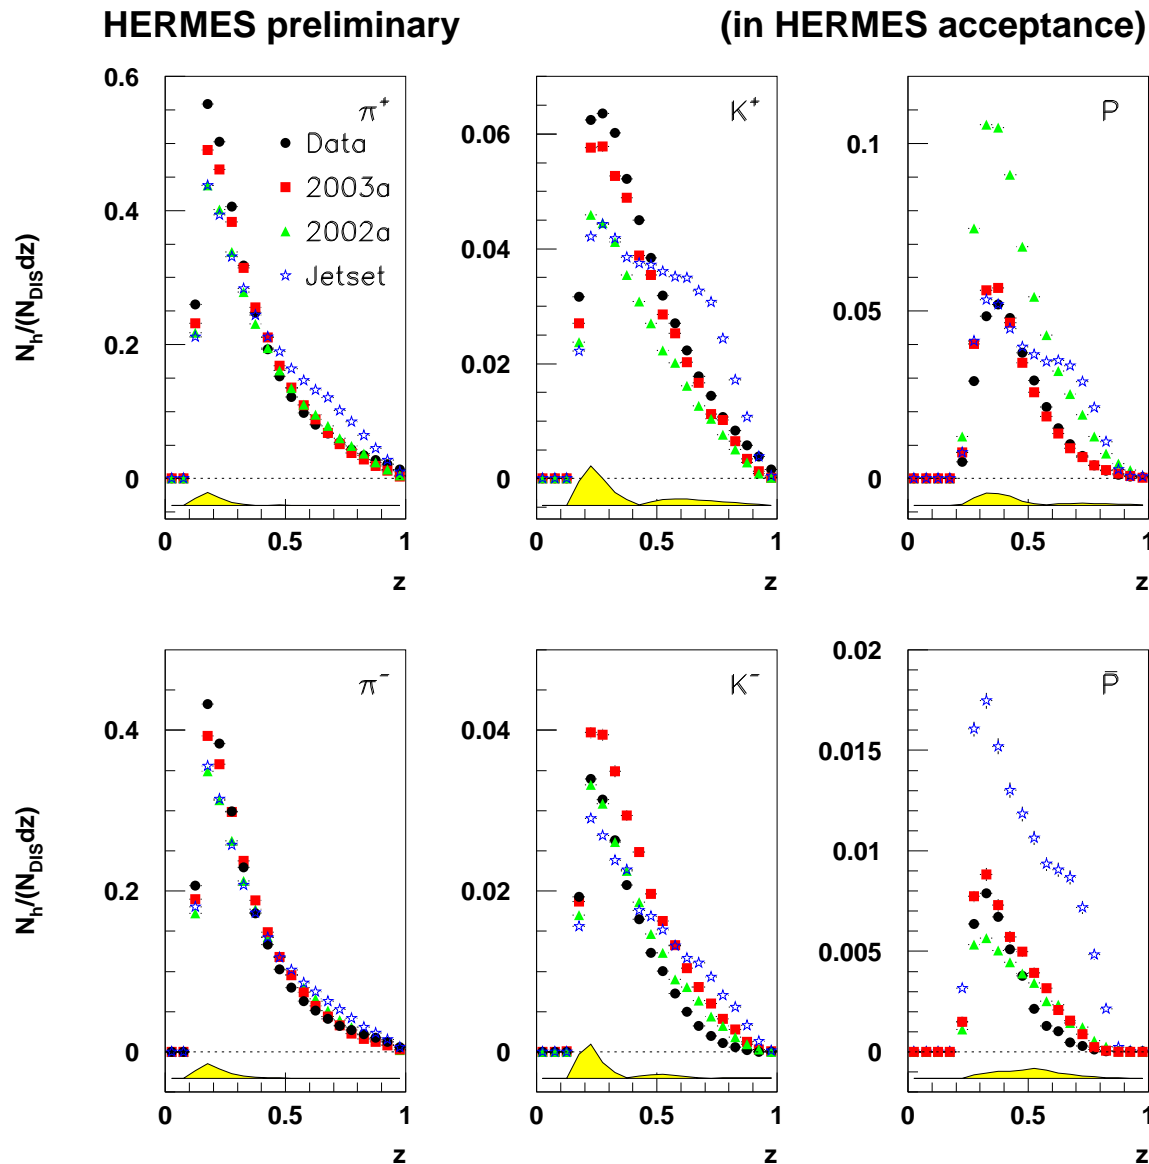 HERMES preliminary (in HERMES acceptance)
N_h/(N_DIS dz)
0.6
0.4
0.2
0
π⁺
Data
2003a
2002a
Jetset
0 0.5 1
z
0.06
0.04
0.02
0
K⁺
0 0.5 1
z
0.1
0.05
0
P
0 0.5 1
z
N_h/(N_DIS dz)
0.4
0.2
0
π⁻
0 0.5 1
z
0.04
0.02
0
K⁻
0 0.5 1
z
0.02
0.015
0.01
0.005
0
P̄
0 0.5 1
z